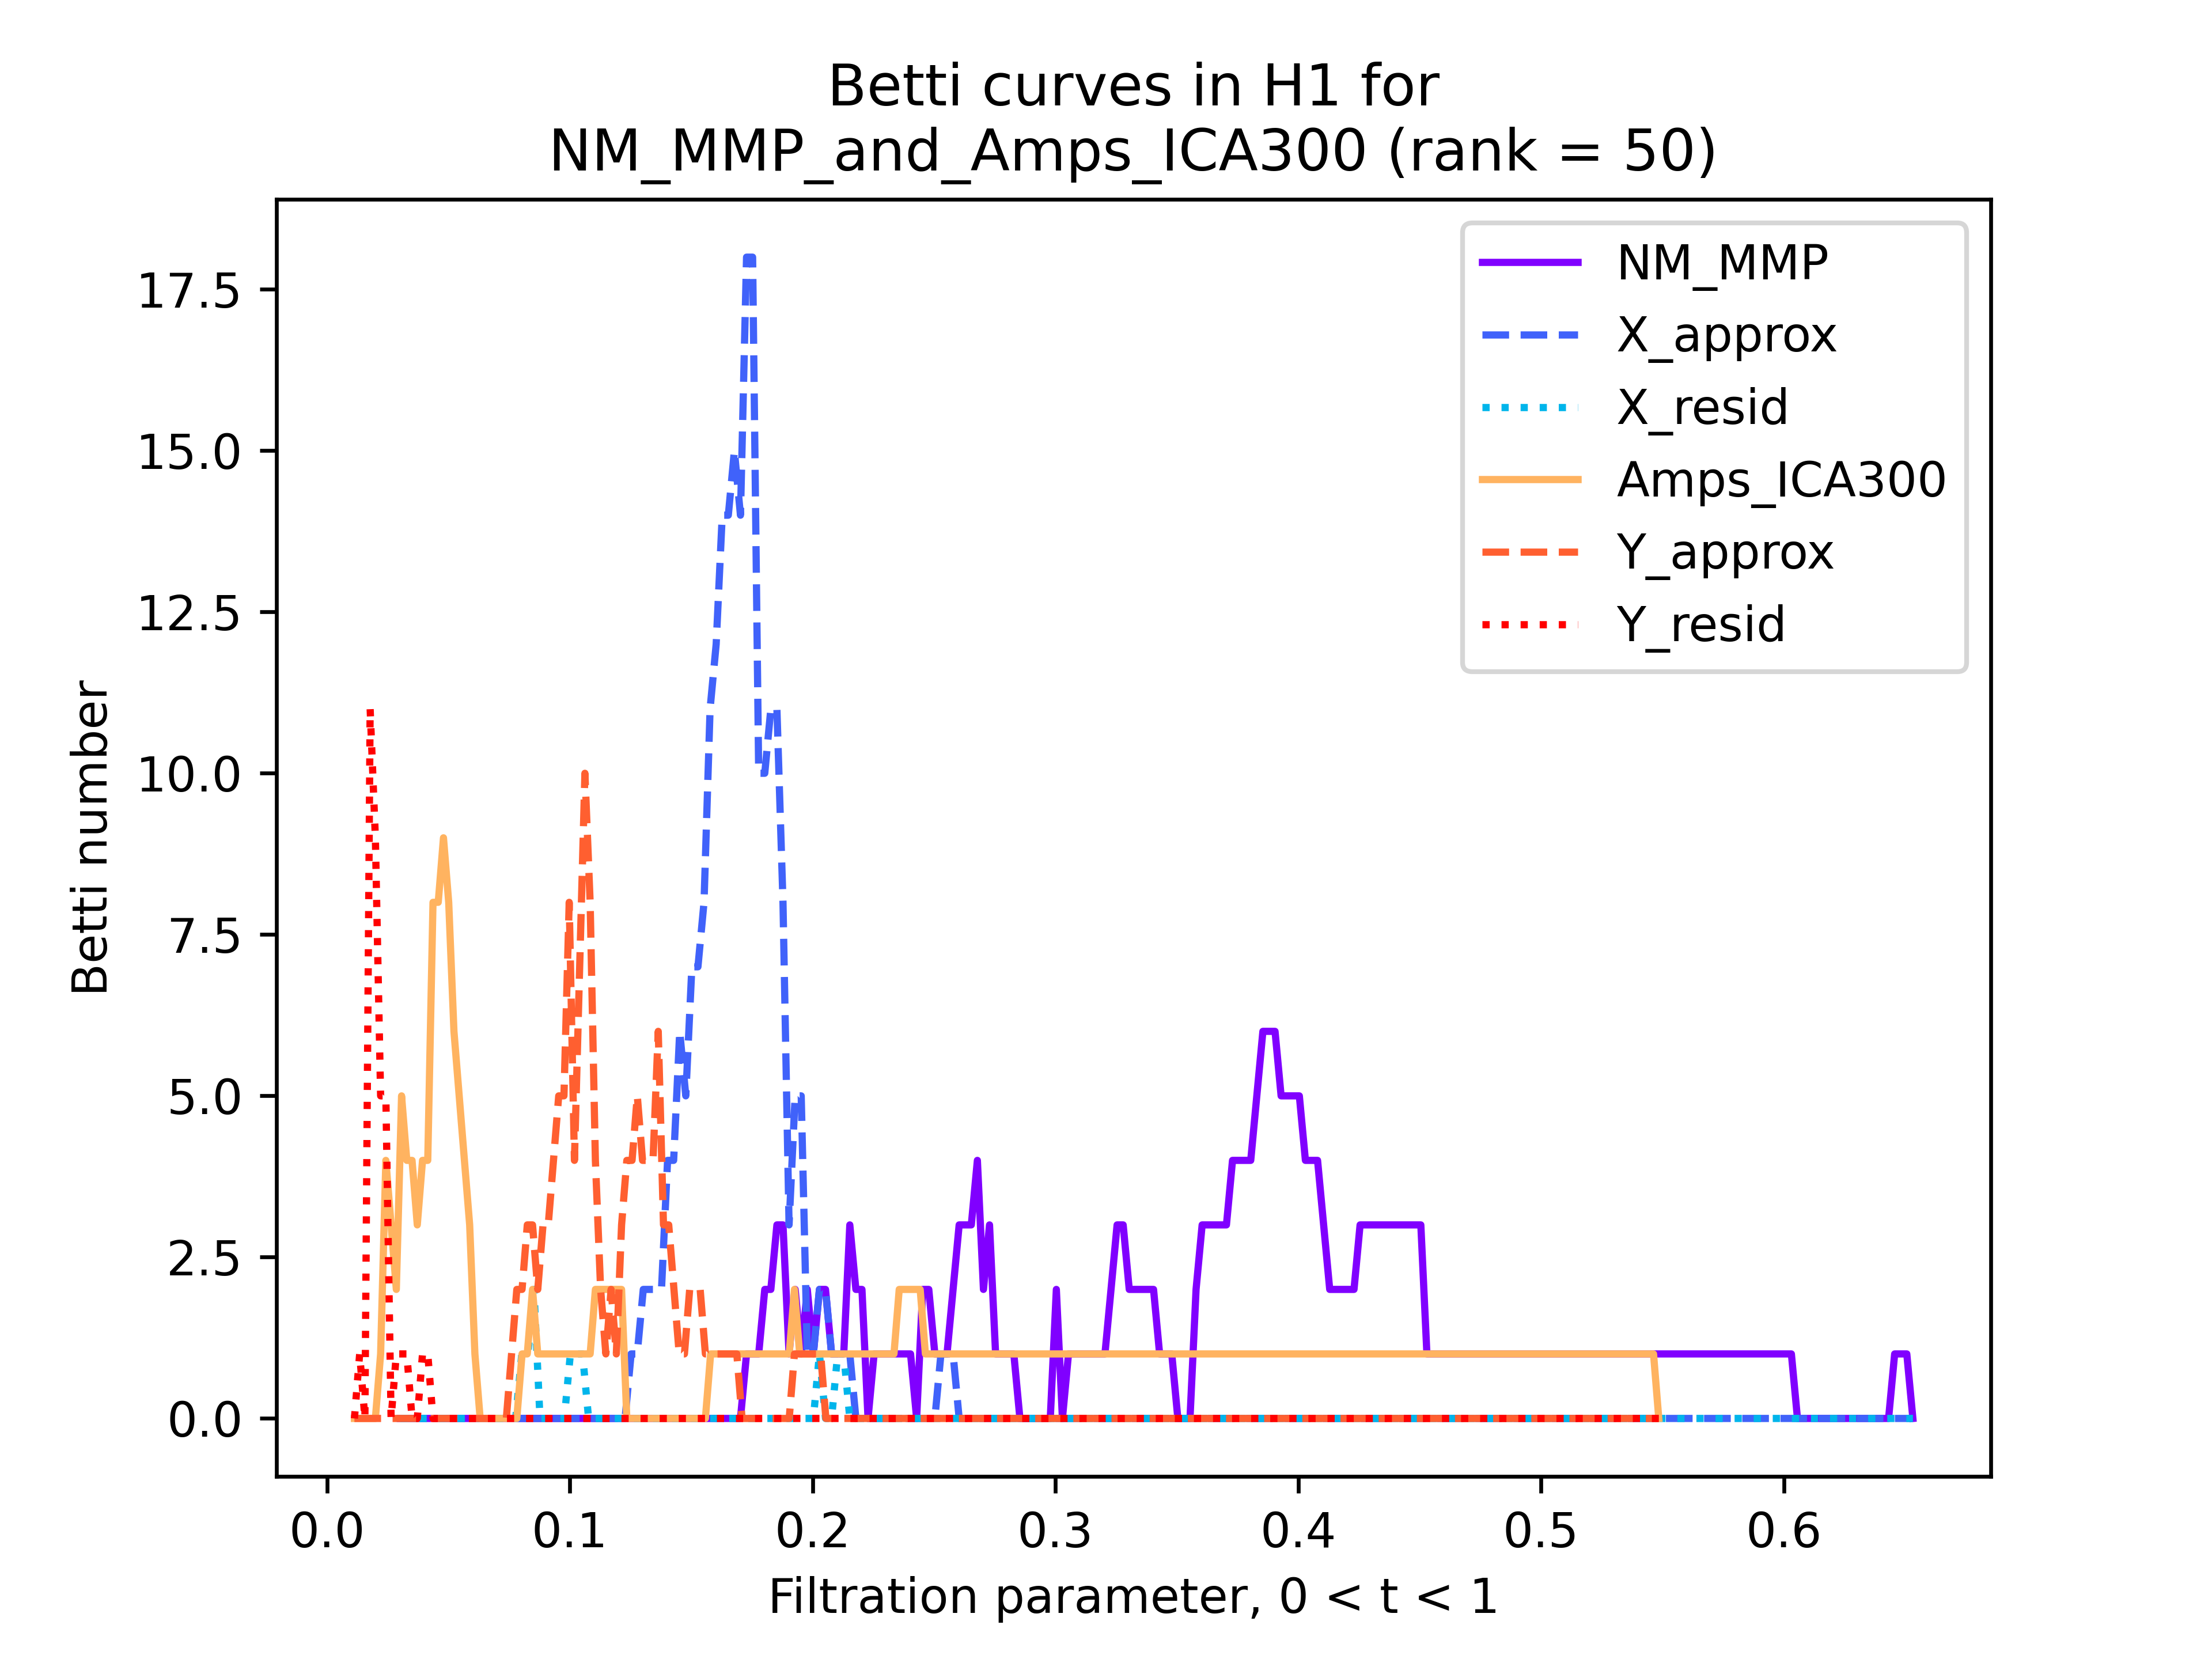 Betti curves in H1 for
NM_MMP_and_Amps_ICA300 (rank = 50)
NM_MMP
X_approx
X_resid
Amps_ICA300
Y_approx
Y_resid
17.5
15.0
12.5
10.0
7.5
5.0
2.5
0.0
Betti number
0.0 0.1 0.2 0.3 0.4 0.5 0.6
Filtration parameter, 0 < t < 1